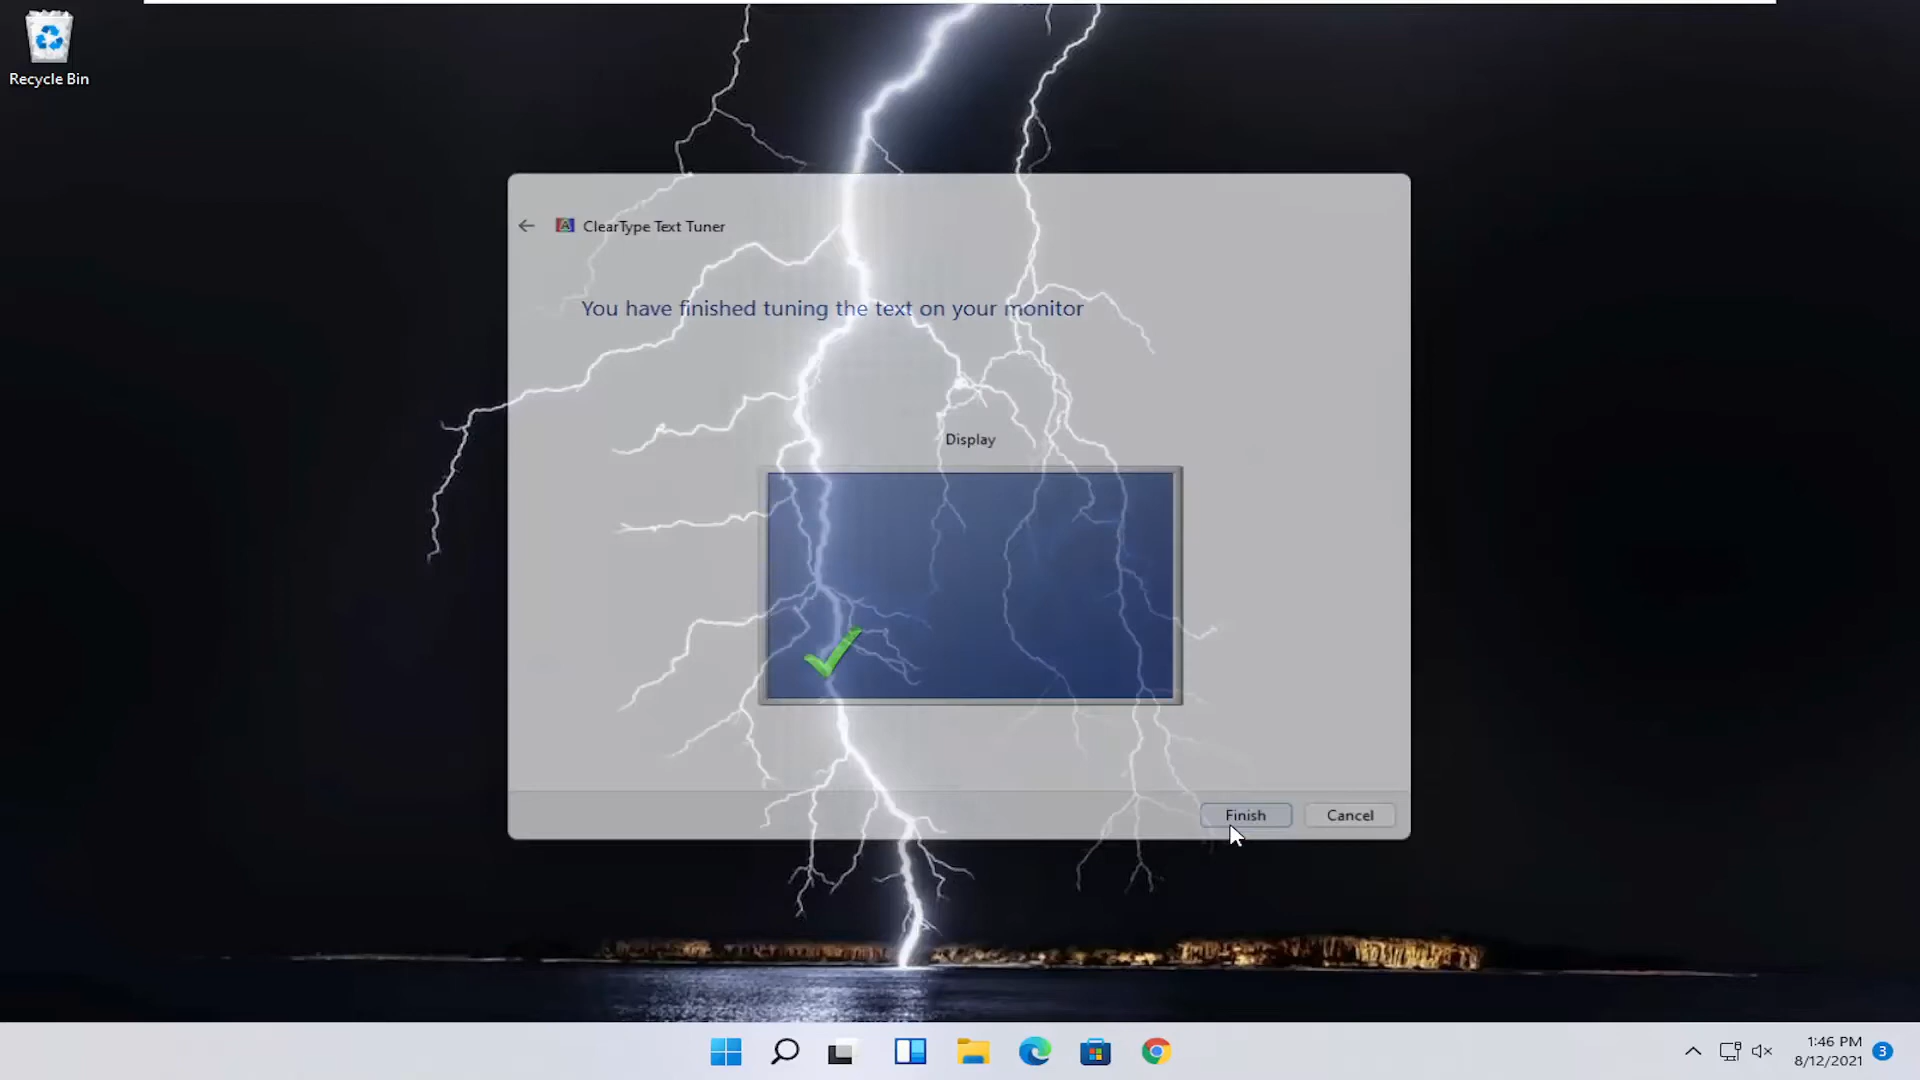 Recycle Bin
ClearType Text Tuner
You have finished tuning the text on your monitor
Display
Finish
Cancel
1:46 PM
8/12/2021
3